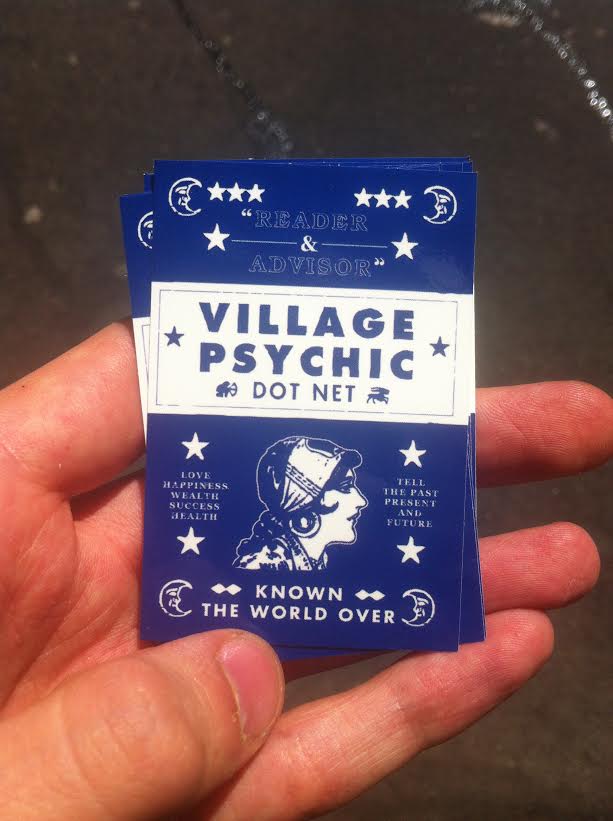 “READER
&
ADVISOR”
VILLAGE
PSYCHIC
DOT NET
LOVE
HAPPINESS
WEALTH
SUCCESS
HEALTH
TELL
THE PAST
PRESENT
AND
FUTURE
KNOWN
THE WORLD OVER